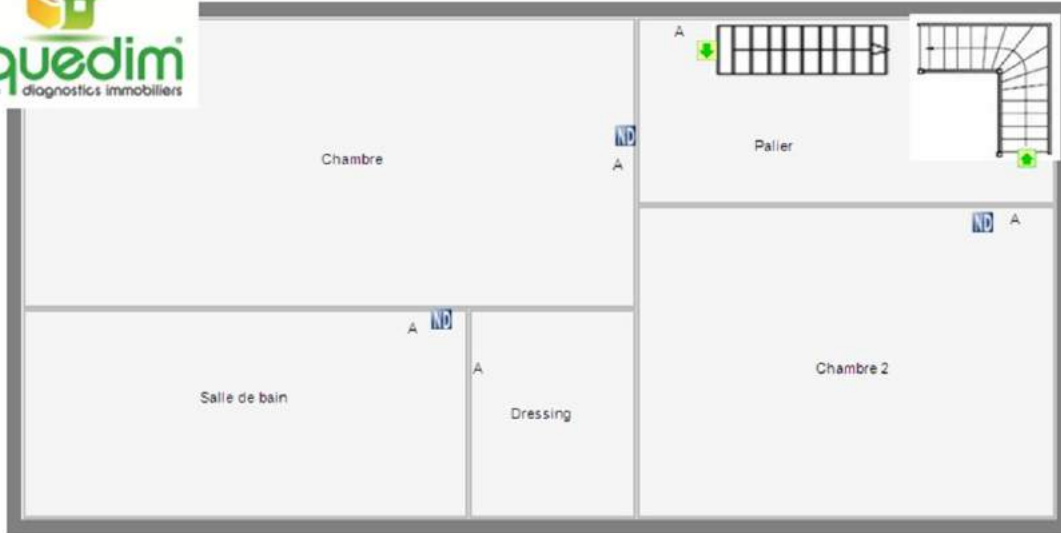 quedim
diagnostics immobiliers
A
ND
Chambre
A
Palier
ND
A
A
ND
A
Chambre 2
Salle de bain
Dressing